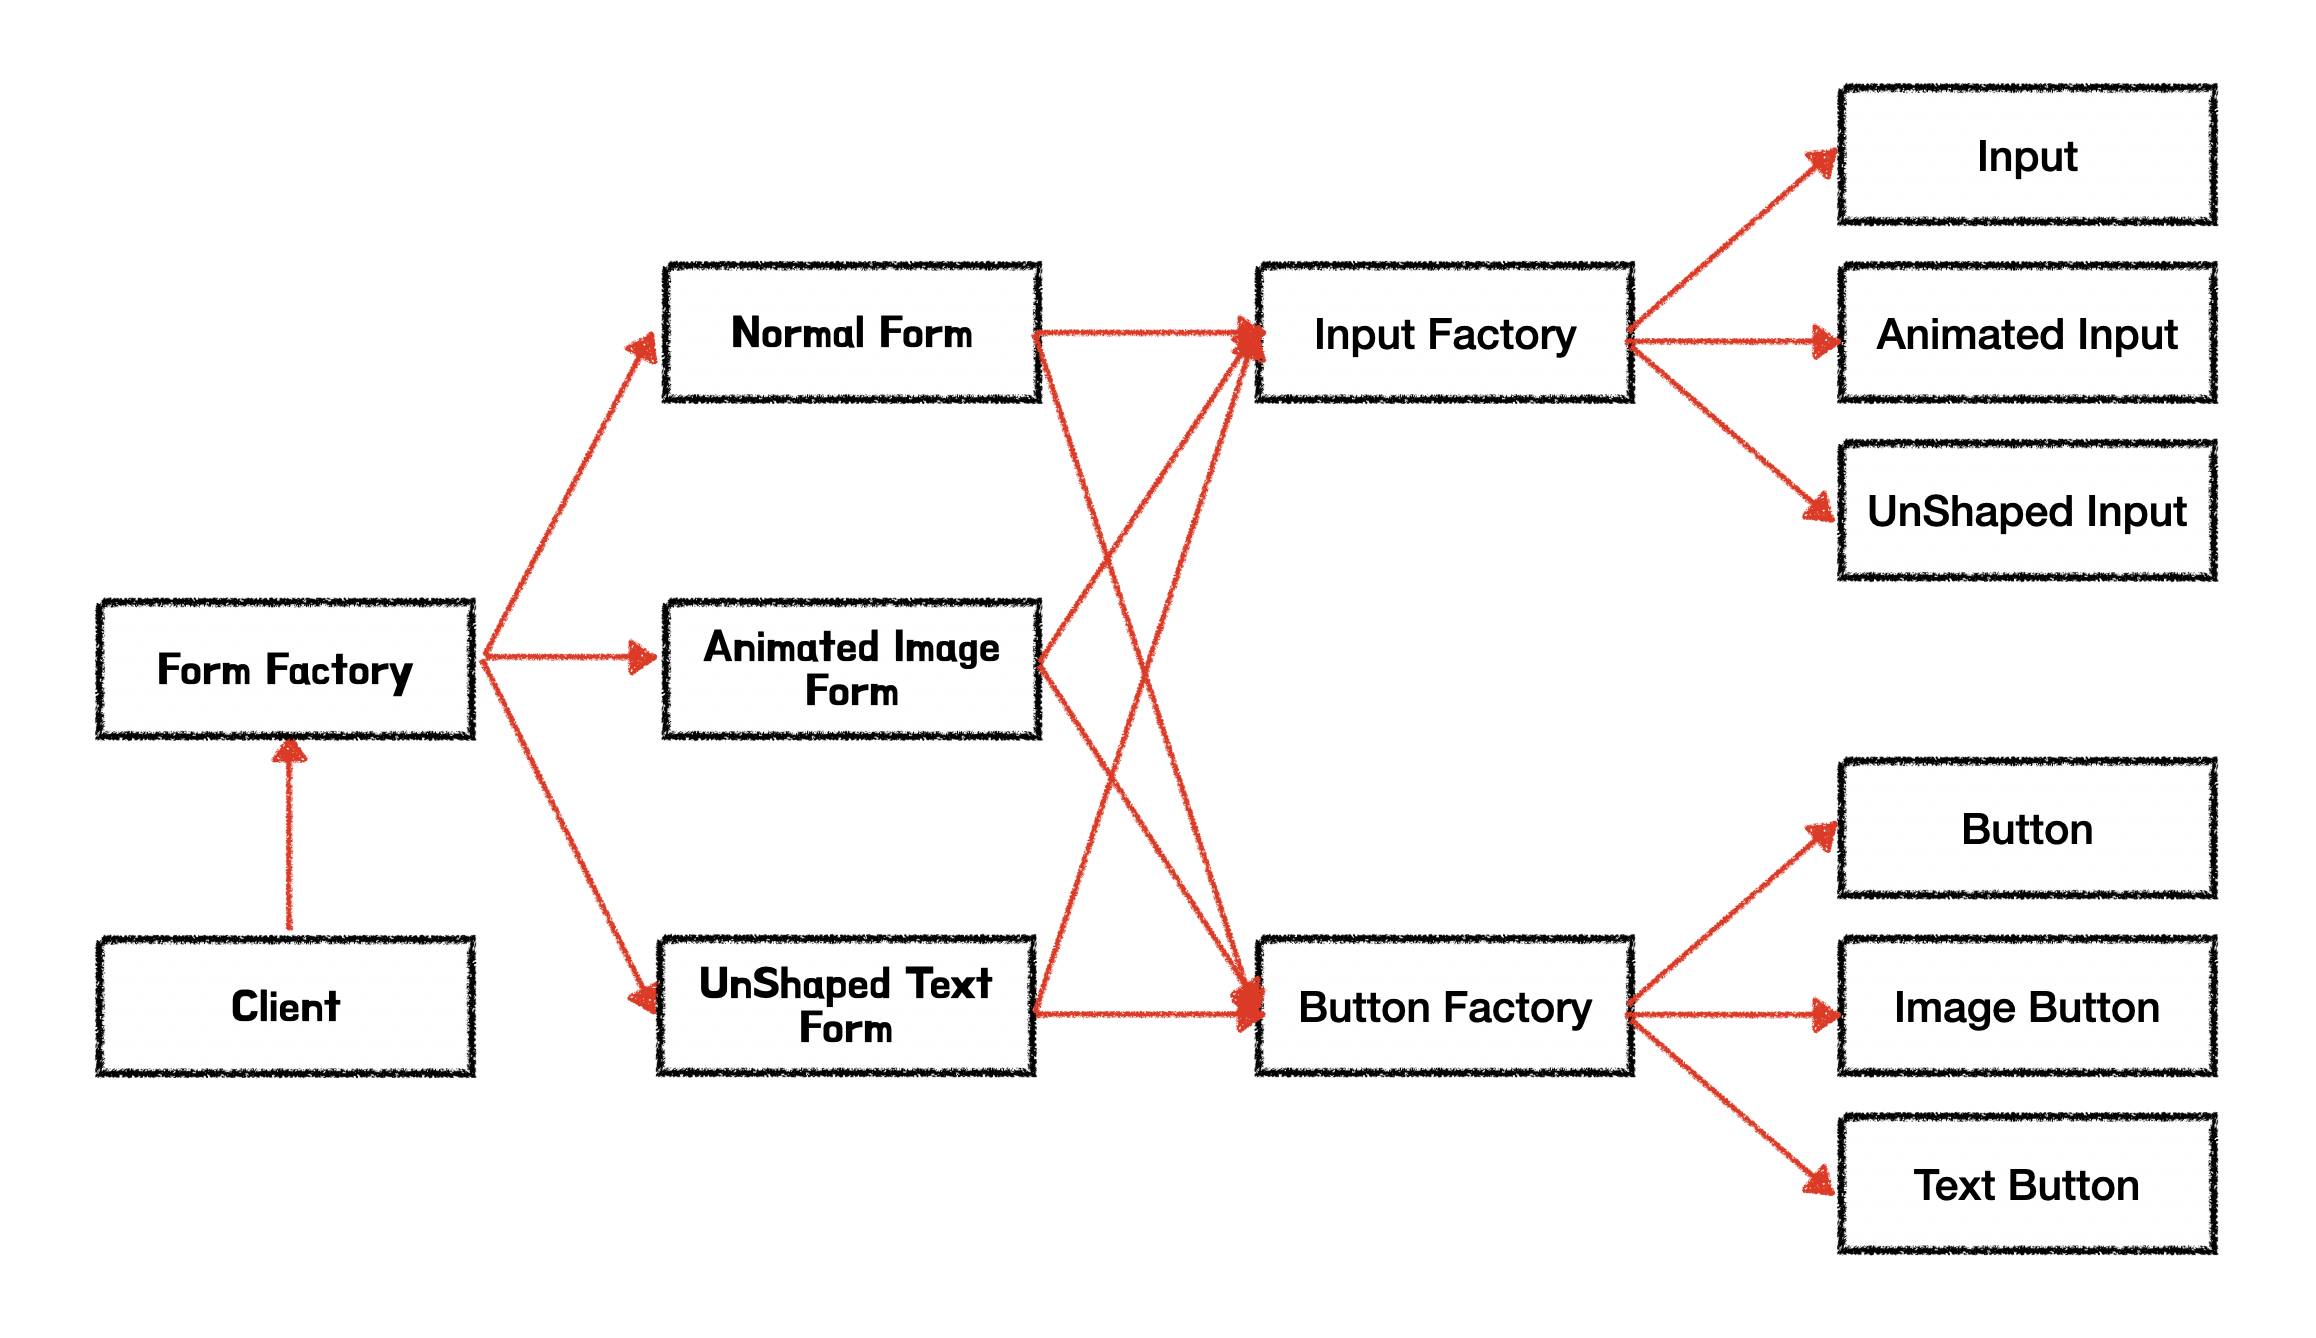 Input
Normal Form
Input Factory
Animated Input
UnShaped Input
Form Factory
Animated Image
Form
Button
Client
UnShaped Text
Form
Button Factory
Image Button
Text Button